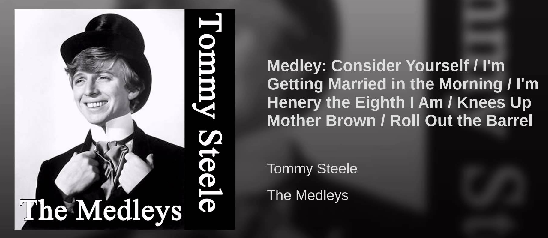 Tommy Steele
The Medleys
Medley: Consider Yourself / I'm
Getting Married in the Morning / I'm
Henery the Eighth I Am / Knees Up
Mother Brown / Roll Out the Barrel
Tommy Steele
The Medleys